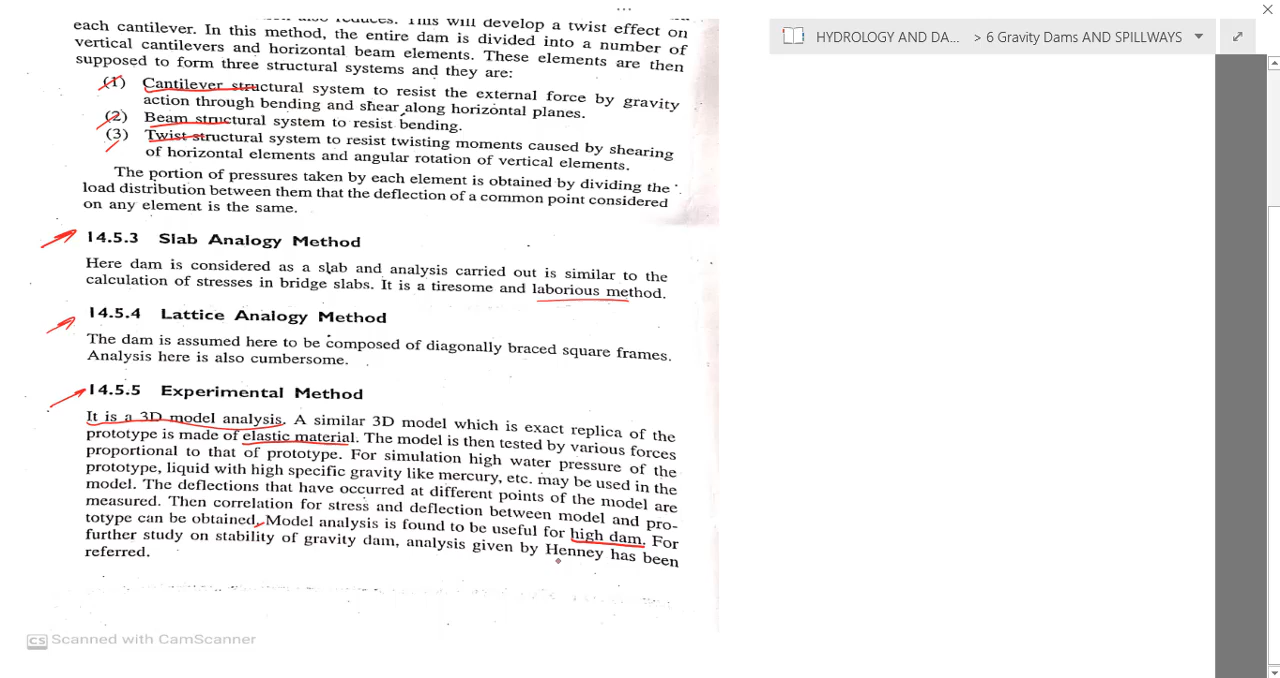 each cantilever. In this method, the entire dam is divided into a number of
vertical cantilevers and horizontal beam elements. These elements are then
supposed to form three structural systems and they are:
(1) Cantilever structural system to resist the external force by gravity
action through bending and shear along horizontal planes.
(2) Beam structural system to resist bending.
(3) Twist structural system to resist twisting moments caused by shearing
of horizontal elements and angular rotation of vertical elements.
The portion of pressures taken by each element is obtained by dividing the
load distribution between them that the deflection of a common point considered
on any element is the same.
14.5.3 Slab Analogy Method
Here dam is considered as a slab and analysis carried out is similar to the
calculation of stresses in bridge slabs. It is a tiresome and laborious method.
14.5.4 Lattice Analogy Method
The dam is assumed here to be composed of diagonally braced square frames.
Analysis here is also cumbersome.
14.5.5 Experimental Method
It is a 3D model analysis. A similar 3D model which is exact replica of the
prototype is made of elastic material. The model is then tested by various forces
proportional to that of prototype. For simulation high water pressure of the
prototype, liquid with high specific gravity like mercury, etc. may be used in the
model. The deflections that have occurred at different points of the model are
measured. Then correlation for stress and deflection between model and pro-
totype can be obtained. Model analysis is found to be useful for high dam. For
further study on stability of gravity dam, analysis given by Henney has been
referred.
CS Scanned with CamScanner
HYDROLOGY AND DA... > 6 Gravity Dams AND SPILLWAYS